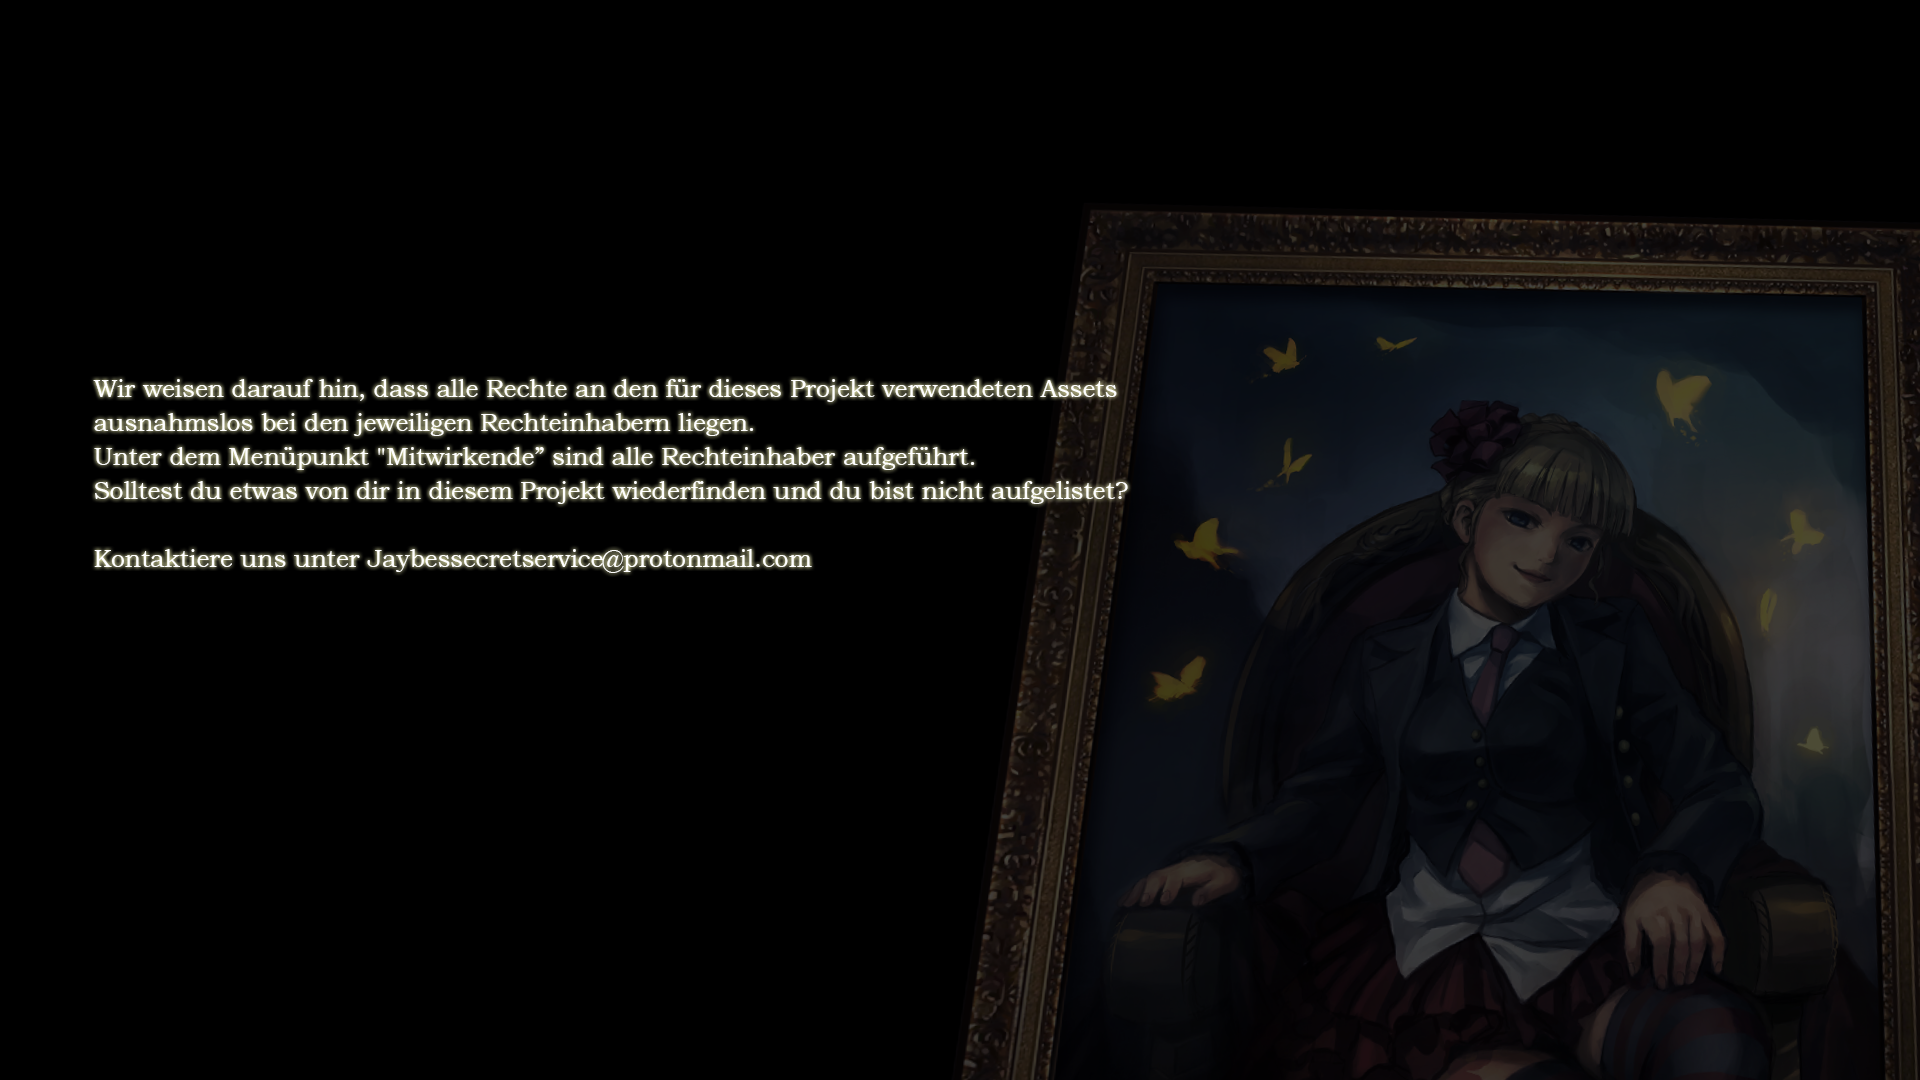 Wir weisen darauf hin, dass alle Rechte an den für dieses Projekt verwendeten Assets
ausnahmslos bei den jeweiligen Rechteinhabern liegen.
Unter dem Menüpunkt "Mitwirkende” sind alle Rechteinhaber aufgeführt.
Solltest du etwas von dir in diesem Projekt wiederfinden und du bist nicht aufgelistet?
Kontaktiere uns unter Jaybessecretservice@protonmail.com